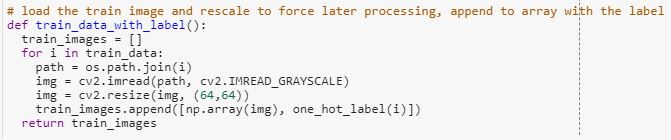 # load the train image and rescale to force later processing, append to array with the label
def train_data_with_label():
  train_images = []
  for i in train_data:
    path = os.path.join(i)
    img = cv2.imread(path, cv2.IMREAD_GRAYSCALE)
    img = cv2.resize(img, (64,64))
    train_images.append([np.array(img), one_hot_label(i)])
  return train_images